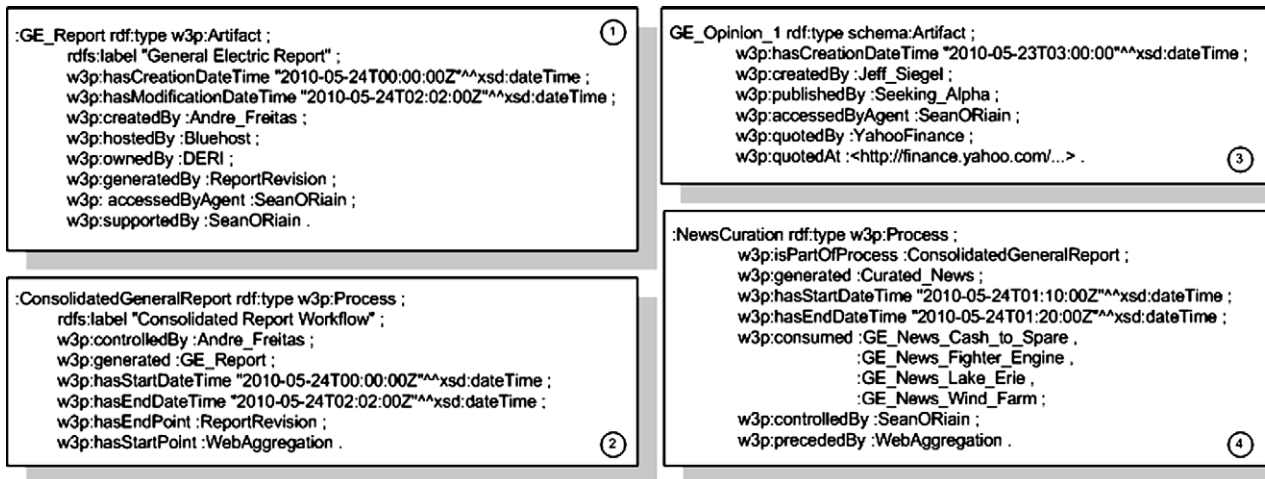 :GE_Report rdf:type w3p:Artifact ;
rdfs:label "General Electric Report" ;
w3p:hasCreationDateTime "2010-05-24T00:00:00Z"^^xsd:dateTime ;
w3p:hasModificationDateTime "2010-05-24T02:02:00Z"^^xsd:dateTime ;
w3p:createdBy :Andre_Freitas ;
w3p:hostedBy :Bluehost ;
w3p:ownedBy :DERI ;
w3p:generatedBy :ReportRevision ;
w3p: accessedByAgent :SeanORiain ;
w3p:supportedBy :SeanORiain .
1
:ConsolidatedGeneralReport rdf:type w3p:Process ;
rdfs:label "Consolidated Report Workflow" ;
w3p:controlledBy :Andre_Freitas ;
w3p:generated :GE_Report ;
w3p:hasStartDateTime "2010-05-24T00:00:00Z"^^xsd:dateTime ;
w3p:hasEndDateTime "2010-05-24T02:02:00Z"^^xsd:dateTime ;
w3p:hasEndPoint :ReportRevision ;
w3p:hasStartPoint :WebAggregation .
2
GE_Opinion_1 rdf:type schema:Artifact ;
w3p:hasCreationDateTime "2010-05-23T03:00:00"^^xsd:dateTime ;
w3p:createdBy :Jeff_Siegel ;
w3p:publishedBy :Seeking_Alpha ;
w3p:accessedByAgent :SeanORiain ;
w3p:quotedBy :YahooFinance ;
w3p:quotedAt :<http://finance.yahoo.com/...> .
3
:NewsCuration rdf:type w3p:Process ;
w3p:isPartOfProcess :ConsolidatedGeneralReport ;
w3p:generated :Curated_News ;
w3p:hasStartDateTime "2010-05-24T01:10:00Z"^^xsd:dateTime ;
w3p:hasEndDateTime "2010-05-24T01:20:00Z"^^xsd:dateTime ;
w3p:consumed :GE_News_Cash_to_Spare ,
:GE_News_Fighter_Engine ,
:GE_News_Lake_Erie ,
:GE_News_Wind_Farm ;
w3p:controlledBy :SeanORiain ;
w3p:precededBy :WebAggregation .
4